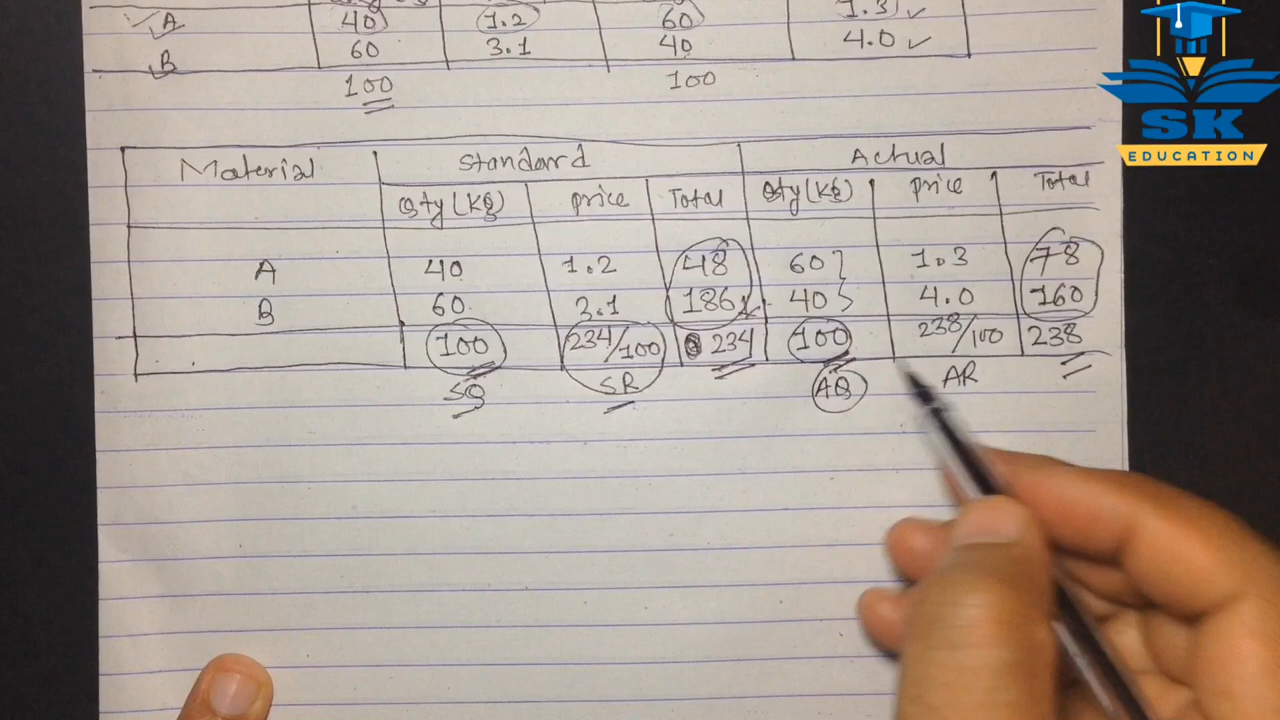 A 40 1.2 60 1.3 ✓
B 60 3.1 40 4.0 ✓
100 100
SK
EDUCATION
Material Standard Actual
Qty (Kg) price Total Qty (Kg) price Total
A 40 1.2 48 60 1.3 78
B 60 3.1 186 40 4.0 160
100 234/100 234 100 238/100 238
SQ SR AQ AR